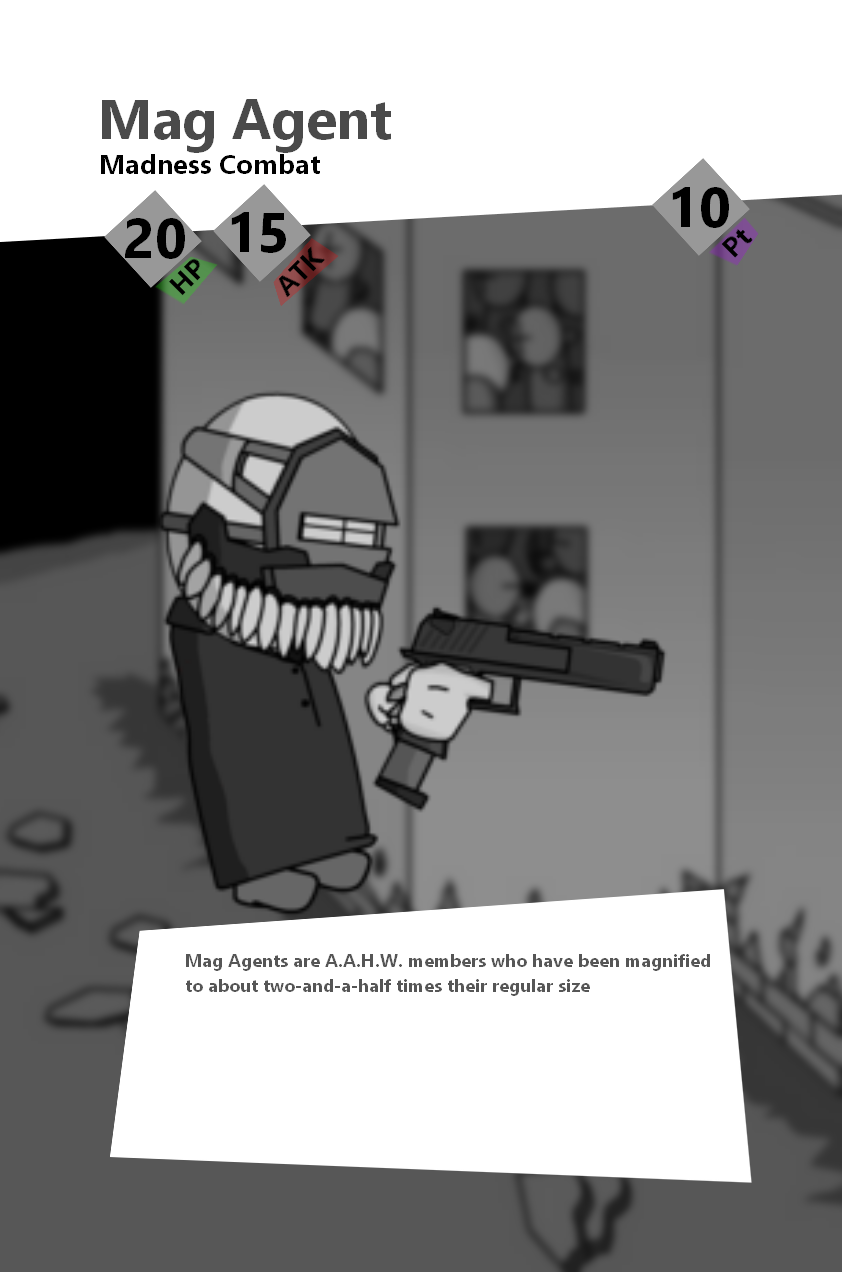 Mag Agent
Madness Combat
20 HP
15 ATK
10 Pt
Mag Agents are A.A.H.W. members who have been magnified
to about two-and-a-half times their regular size